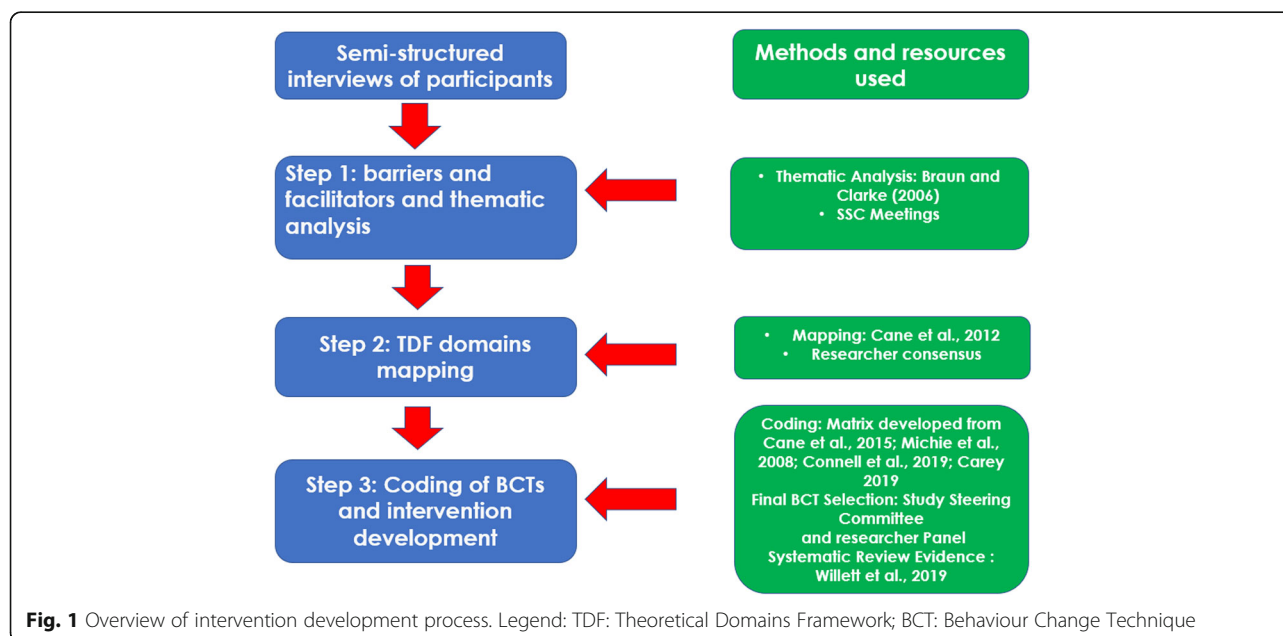 Semi-structured
interviews of participants
Methods and resources
used
Step 1: barriers and
facilitators and thematic
analysis
• Thematic Analysis: Braun and
Clarke (2006)
• SSC Meetings
Step 2: TDF domains
mapping
• Mapping: Cane et al., 2012
• Researcher consensus
Step 3: Coding of BCTs
and intervention
development
Coding: Matrix developed from
Cane et al., 2015; Michie et al.,
2008; Connell et al., 2019; Carey
2019
Final BCT Selection: Study Steering
Committee
and researcher Panel
Systematic Review Evidence :
Willett et al., 2019
Fig. 1 Overview of intervention development process. Legend: TDF: Theoretical Domains Framework; BCT: Behaviour Change Technique